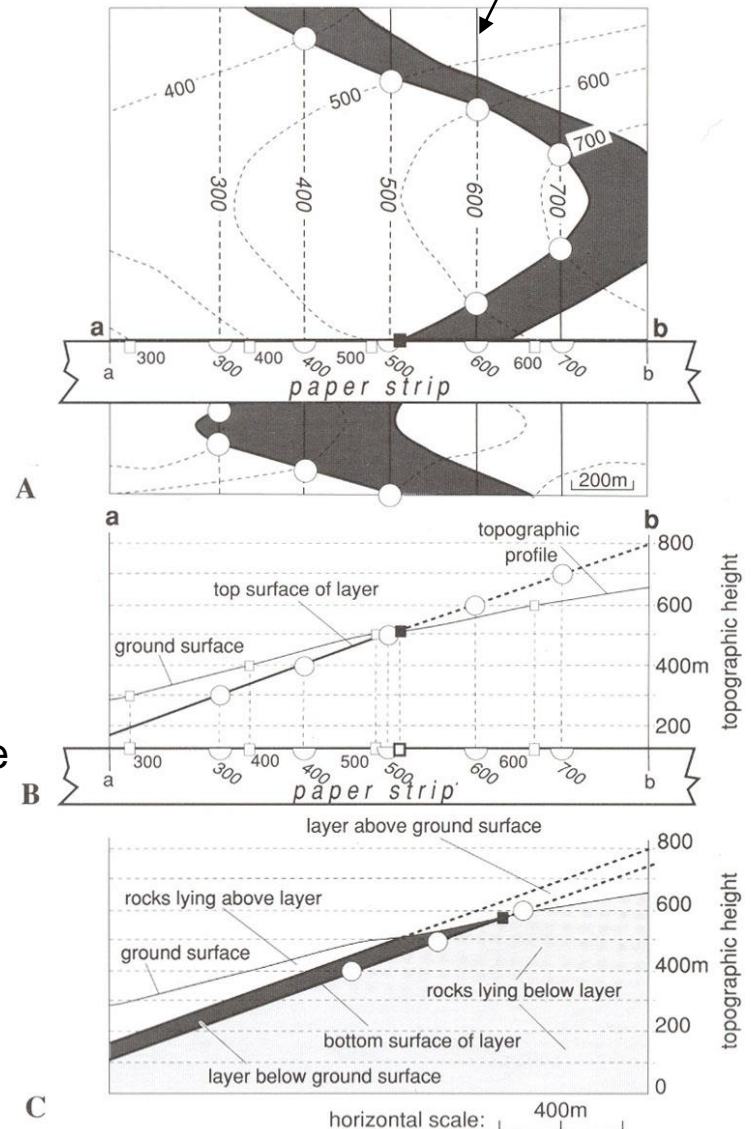 400
500
600
700
300
400
500
600
700
a
b
a
300
300
400
400
500
500
600
600
700
b
paper strip
A
200m
a
b
topographic
profile
800
top surface of layer
600
ground surface
400m
200
topographic height
e
a
300
300
400
400
500
500
600
600
700
b
B
paper strip
layer above ground surface
800
rocks lying above layer
600
ground surface
400m
rocks lying below layer
bottom surface of layer
200
layer below ground surface
0
topographic height
C
horizontal scale:
400m